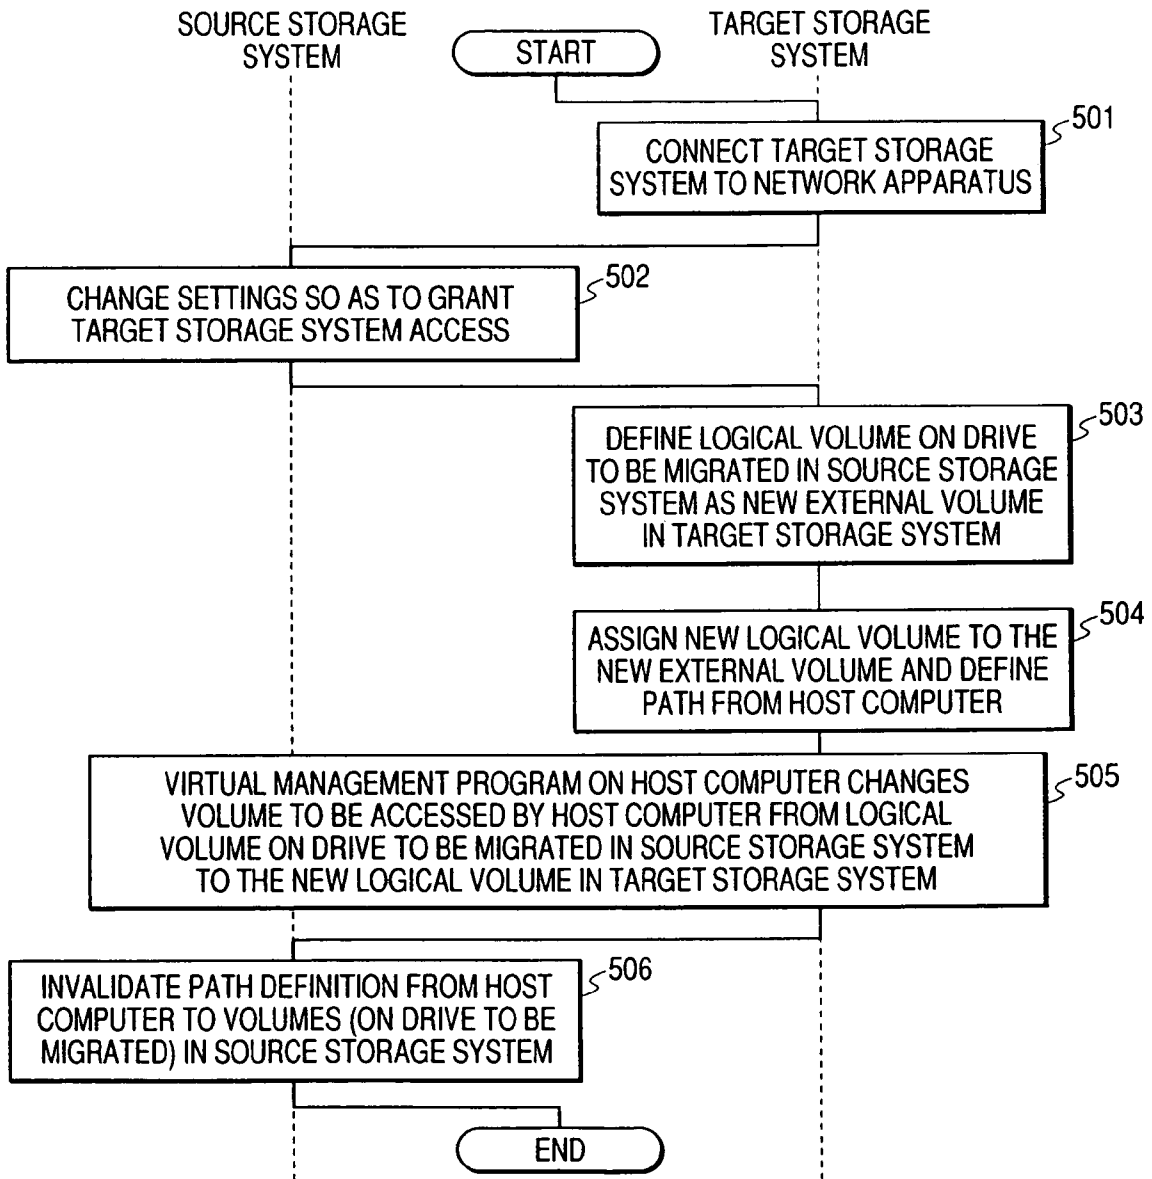 SOURCE STORAGE
SYSTEM
START
TARGET STORAGE
SYSTEM
501
CONNECT TARGET STORAGE
SYSTEM TO NETWORK APPARATUS
502
CHANGE SETTINGS SO AS TO GRANT
TARGET STORAGE SYSTEM ACCESS
503
DEFINE LOGICAL VOLUME ON DRIVE
TO BE MIGRATED IN SOURCE STORAGE
SYSTEM AS NEW EXTERNAL VOLUME
IN TARGET STORAGE SYSTEM
504
ASSIGN NEW LOGICAL VOLUME TO THE
NEW EXTERNAL VOLUME AND DEFINE
PATH FROM HOST COMPUTER
505
VIRTUAL MANAGEMENT PROGRAM ON HOST COMPUTER CHANGES
VOLUME TO BE ACCESSED BY HOST COMPUTER FROM LOGICAL
VOLUME ON DRIVE TO BE MIGRATED IN SOURCE STORAGE SYSTEM
TO THE NEW LOGICAL VOLUME IN TARGET STORAGE SYSTEM
506
INVALIDATE PATH DEFINITION FROM HOST
COMPUTER TO VOLUMES (ON DRIVE TO BE
MIGRATED) IN SOURCE STORAGE SYSTEM
END